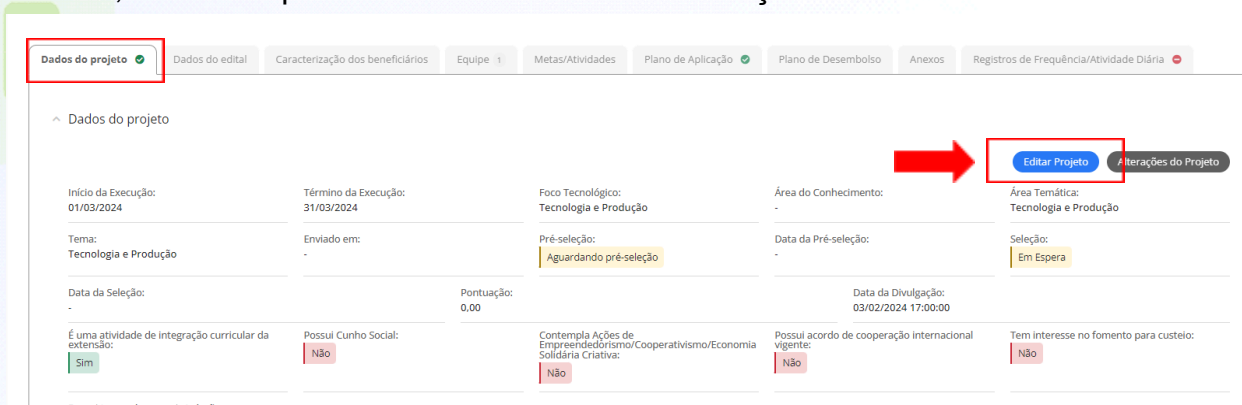 Dados do projeto
Dados do edital
Caracterização dos beneficiários
Equipe 1
Metas/Atividades
Plano de Aplicação
Plano de Desembolso
Anexos
Registros de Frequência/Atividade Diária
Dados do projeto
Editar Projeto
Alterações do Projeto
Início da Execução:
01/03/2024
Término da Execução:
31/03/2024
Foco Tecnológico:
Tecnologia e Produção
Área do Conhecimento:
-
Área Temática:
Tecnologia e Produção
Tema:
Tecnologia e Produção
Enviado em:
-
Pré-seleção:
Aguardando pré-seleção
Data da Pré-seleção:
-
Seleção:
Em Espera
Data da Seleção:
-
Pontuação:
0,00
Data da Divulgação:
03/02/2024 17:00:00
É uma atividade de integração curricular da
extensão:
Sim
Possui Cunho Social:
Não
Contempla Ações de
Empreendedorismo/Cooperativismo/Economia
Solidária Criativa:
Não
Possui acordo de cooperação internacional
vigente:
Não
Tem interesse no fomento para custeio:
Não